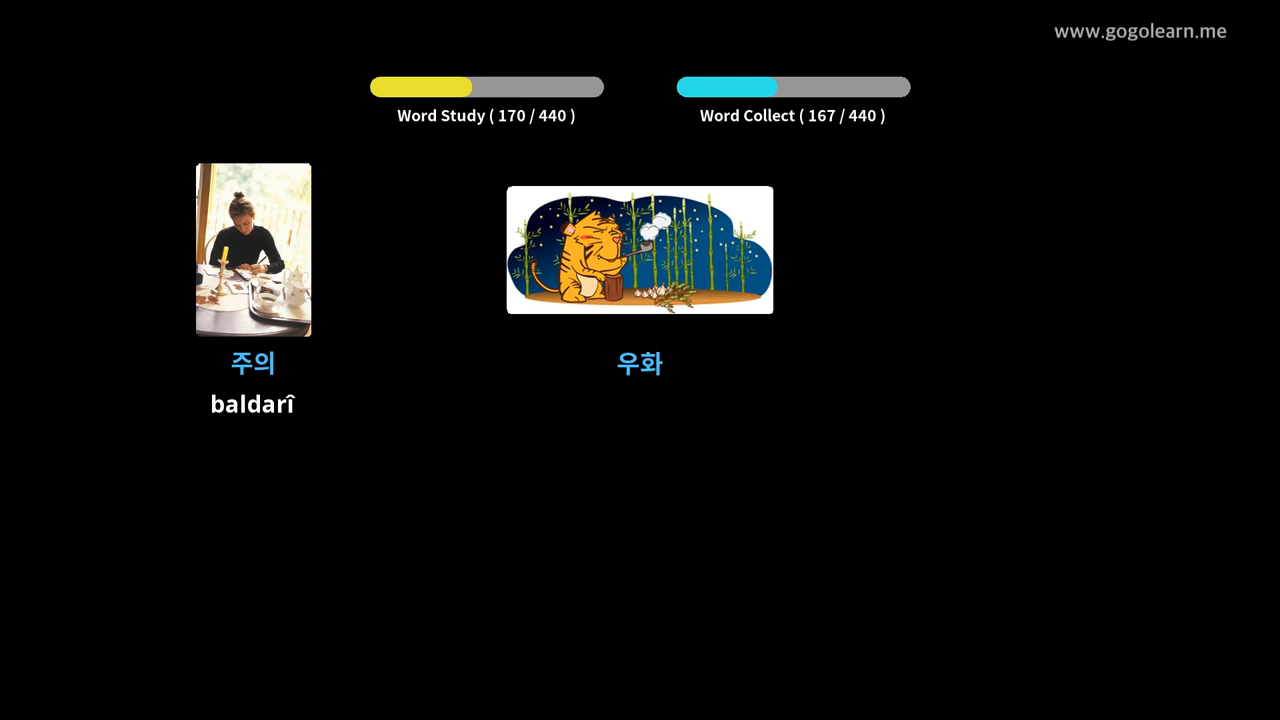 www.gogolearn.me
Word Study ( 170 / 440 )
Word Collect ( 167 / 440 )
주의
우화
baldarî